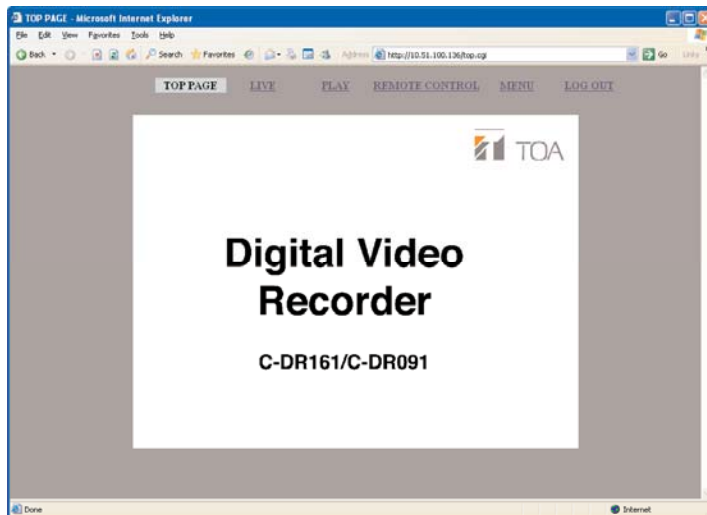 TOP PAGE - Microsoft Internet Explorer
File Edit View Favorites Tools Help
Back Search Favorites Address http://10.51.100.136/top.cgi Go Links
TOP PAGE LIVE PLAY REMOTE CONTROL MENU LOG OUT
TOA
Digital Video
Recorder
C-DR161/C-DR091
Done Internet